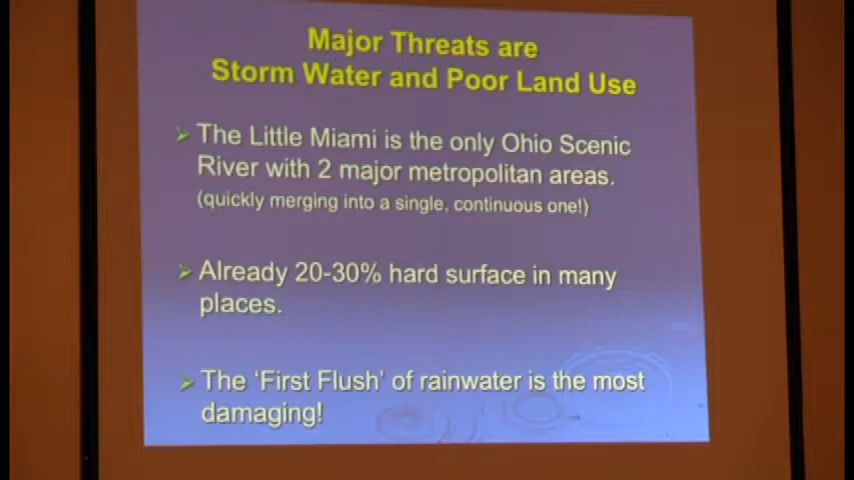 Major Threats are
Storm Water and Poor Land Use
The Little Miami is the only Ohio Scenic
River with 2 major metropolitan areas.
(quickly merging into a single, continuous one!)
Already 20-30% hard surface in many
places.
The ‘First Flush’ of rainwater is the most
damaging!